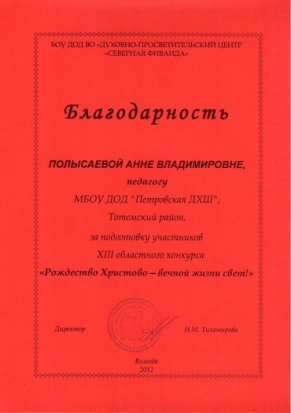 БОУ ДОД ВО «ДУХОВНО-ПРОСВЕТИТЕЛЬСКИЙ ЦЕНТР
«СЕВЕРНАЯ ФИВАИДА»
Благодарность
ПОЛЫСАЕВОЙ АННЕ ВЛАДИМИРОВНЕ,
педагогу
МБОУ ДОД "Петровская ДХШ",
Тотемский район,
за подготовку участников
XIII областного конкурса
«Рождество Христово – вечной жизни свет!»
Директор Н.М. Тихомирова
Вологда
2012